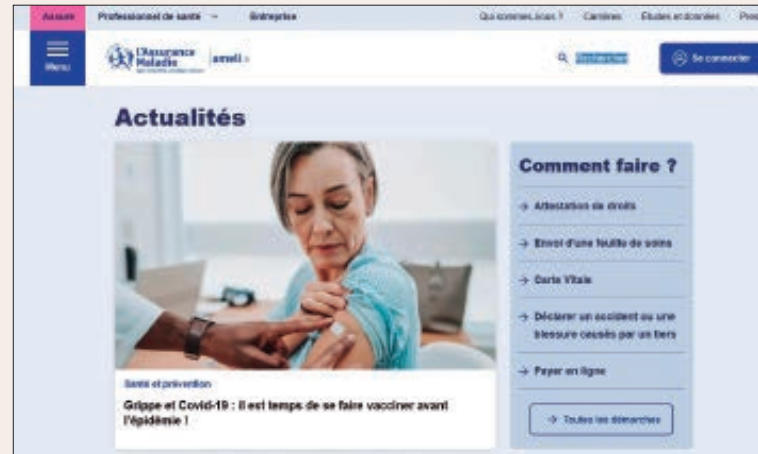 Assuré Professionnel de santé Entreprise Qui sommes-nous ? Carrières Études et données
Menu
l'Assurance
Maladie
ameli.fr
Rechercher
Se connecter
Actualités
Santé et prévention
Grippe et Covid-19 : il est temps de se faire vacciner avant
l'épidémie !
Comment faire ?
→ Attestation de droits
→ Envoi d'une feuille de soins
→ Carte Vitale
→ Déclarer un accident ou une
blessure causés par un tiers
→ Payer en ligne
→ Toutes les démarches